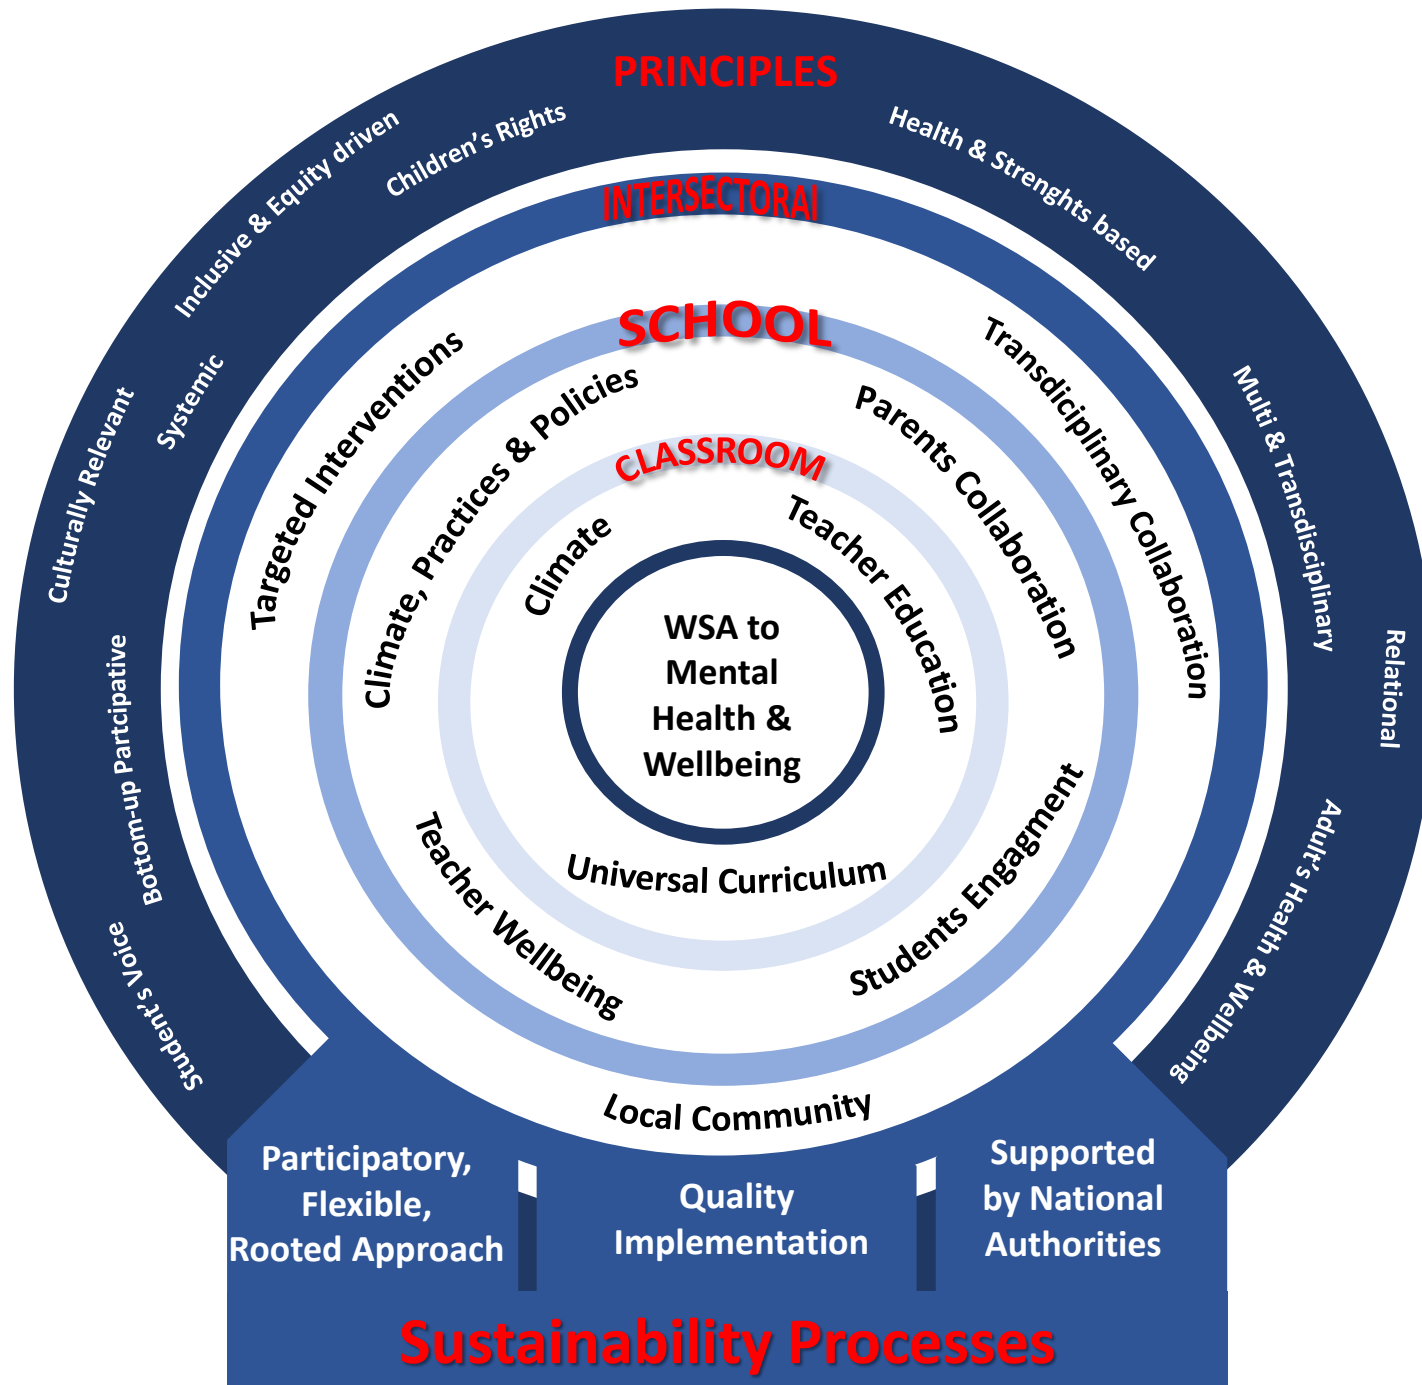 PRINCIPLES
Student's Voice
Bottom-up Partcipative
Culturally Relevant
Systemic
Inclusive & Equity driven
Children's Rights
Health & Strenghts based
Multi & Transdisciplinary
Relational
Adult's Health & Wellbeing
INTERSECTORAl
Targeted Interventions
Transdiciplinary Collaboration
Local Community
SCHOOL
Climate, Practices & Policies
Parents Collaboration
Teacher Wellbeing
Students Engagment
CLASSROOM
Climate
Teacher Education
Universal Curriculum
WSA to
Mental
Health &
Wellbeing
Participatory,
Flexible,
Rooted Approach
Quality
Implementation
Supported
by National
Authorities
Sustainability Processes